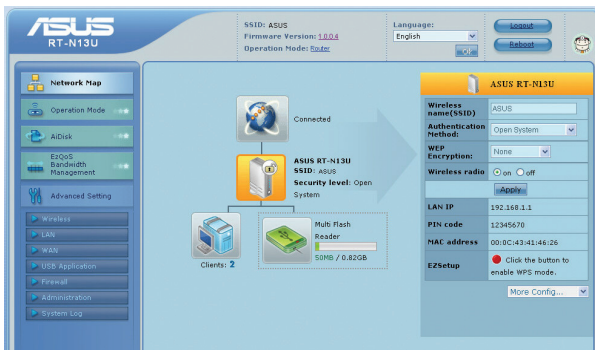 ASUS
RT-N13U
SSID: ASUS
Firmware Version: 1.0.0.4
Operation Mode: Router
Language:
English
Logout
Reboot
Network Map
Operation Mode
AiDisk
EzQoS
Bandwidth
Management
Advanced Setting
Wireless
LAN
WAN
USB Application
Firewall
Administration
System Log
Connected
ASUS RT-N13U
SSID: ASUS
Security level: Open
System
Clients: 2
Multi Flash
Reader
50MB / 0.82GB
ASUS RT-N13U
Wireless
name(SSID)
ASUS
Authentication
Method:
Open System
WEP
Encryption:
None
Wireless radio
on off
Apply
LAN IP
192.168.1.1
PIN code
12345670
MAC address
00:0C:43:41:46:26
EZSetup
Click the button to
enable WPS mode.
More Config...